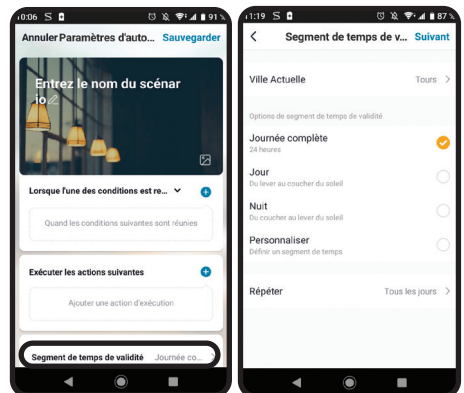 10:06 S 91 %
Annuler Paramètres d'auto... Sauvegarder
Entrez le nom du scénar
io
Lorsque l'une des conditions est re...
Quand les conditions suivantes sont réunies
Exécuter les actions suivantes
Ajouter une action d'exécution
Segment de temps de validité Journée co...
11:19 S 87 %
Segment de temps de v... Suivant
Ville Actuelle Tours
Options de segment de temps de validité
Journée complète
24 heures
Jour
Du lever au coucher du soleil
Nuit
Du coucher au lever du soleil
Personnaliser
Définir un segment de temps
Répéter Tous les jours